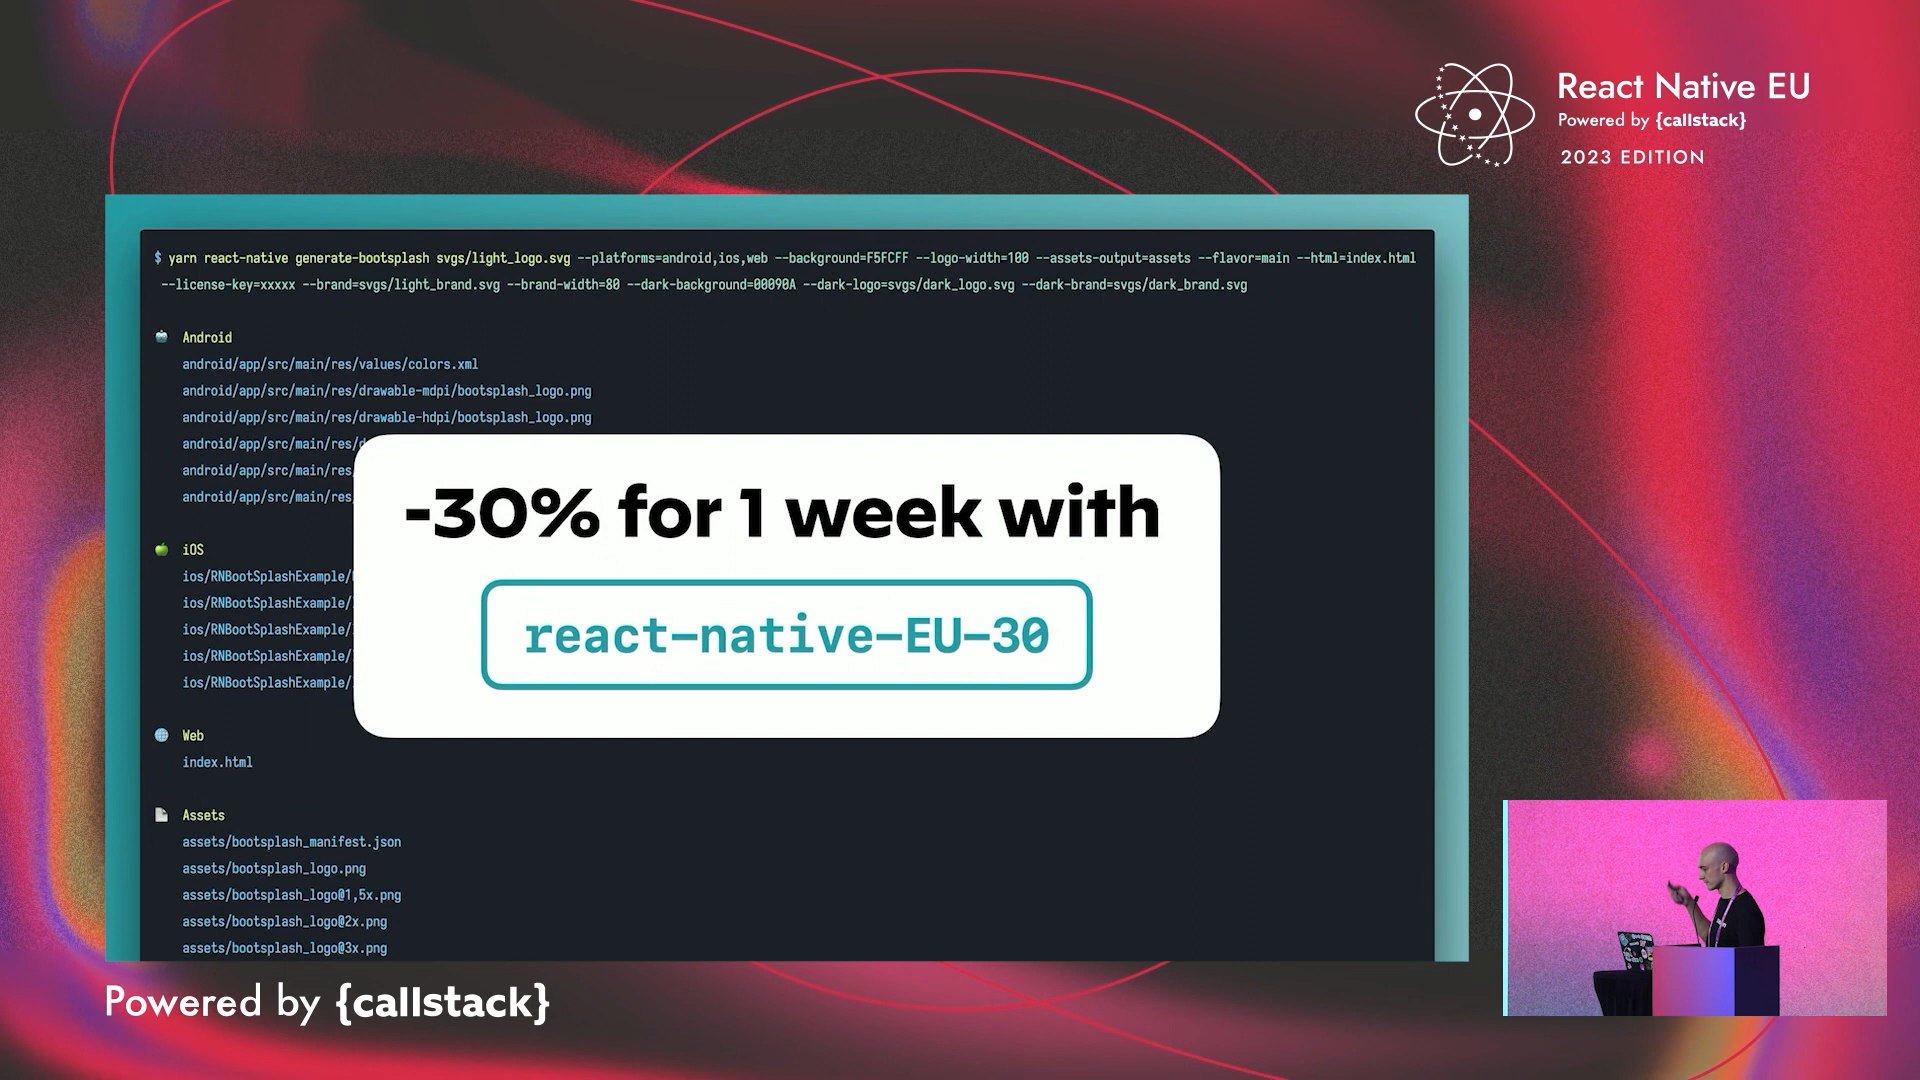 React Native EU
Powered by {callstack}
2023 EDITION
$ yarn react-native generate-bootsplash svgs/light_logo.svg --platforms=android,ios,web --background=F5FCFF --logo-width=100 --assets-output=assets --flavor=main --html=index.html
--license-key=xxxxx --brand=svgs/light_brand.svg --brand-width=80 --dark-background=00090A --dark-logo=svgs/dark_logo.svg --dark-brand=svgs/dark_brand.svg
Android
android/app/src/main/res/values/colors.xml
android/app/src/main/res/drawable-mdpi/bootsplash_logo.png
android/app/src/main/res/drawable-hdpi/bootsplash_logo.png
android/app/src/main/res/d
android/app/src/main/res/
android/app/src/main/res/
iOS
ios/RNBootSplashExample/
ios/RNBootSplashExample/
ios/RNBootSplashExample/
ios/RNBootSplashExample/
ios/RNBootSplashExample/
-30% for 1 week with
react-native-EU-30
Web
index.html
Assets
assets/bootsplash_manifest.json
assets/bootsplash_logo.png
assets/bootsplash_logo@1,5x.png
assets/bootsplash_logo@2x.png
assets/bootsplash_logo@3x.png
Powered by {callstack}